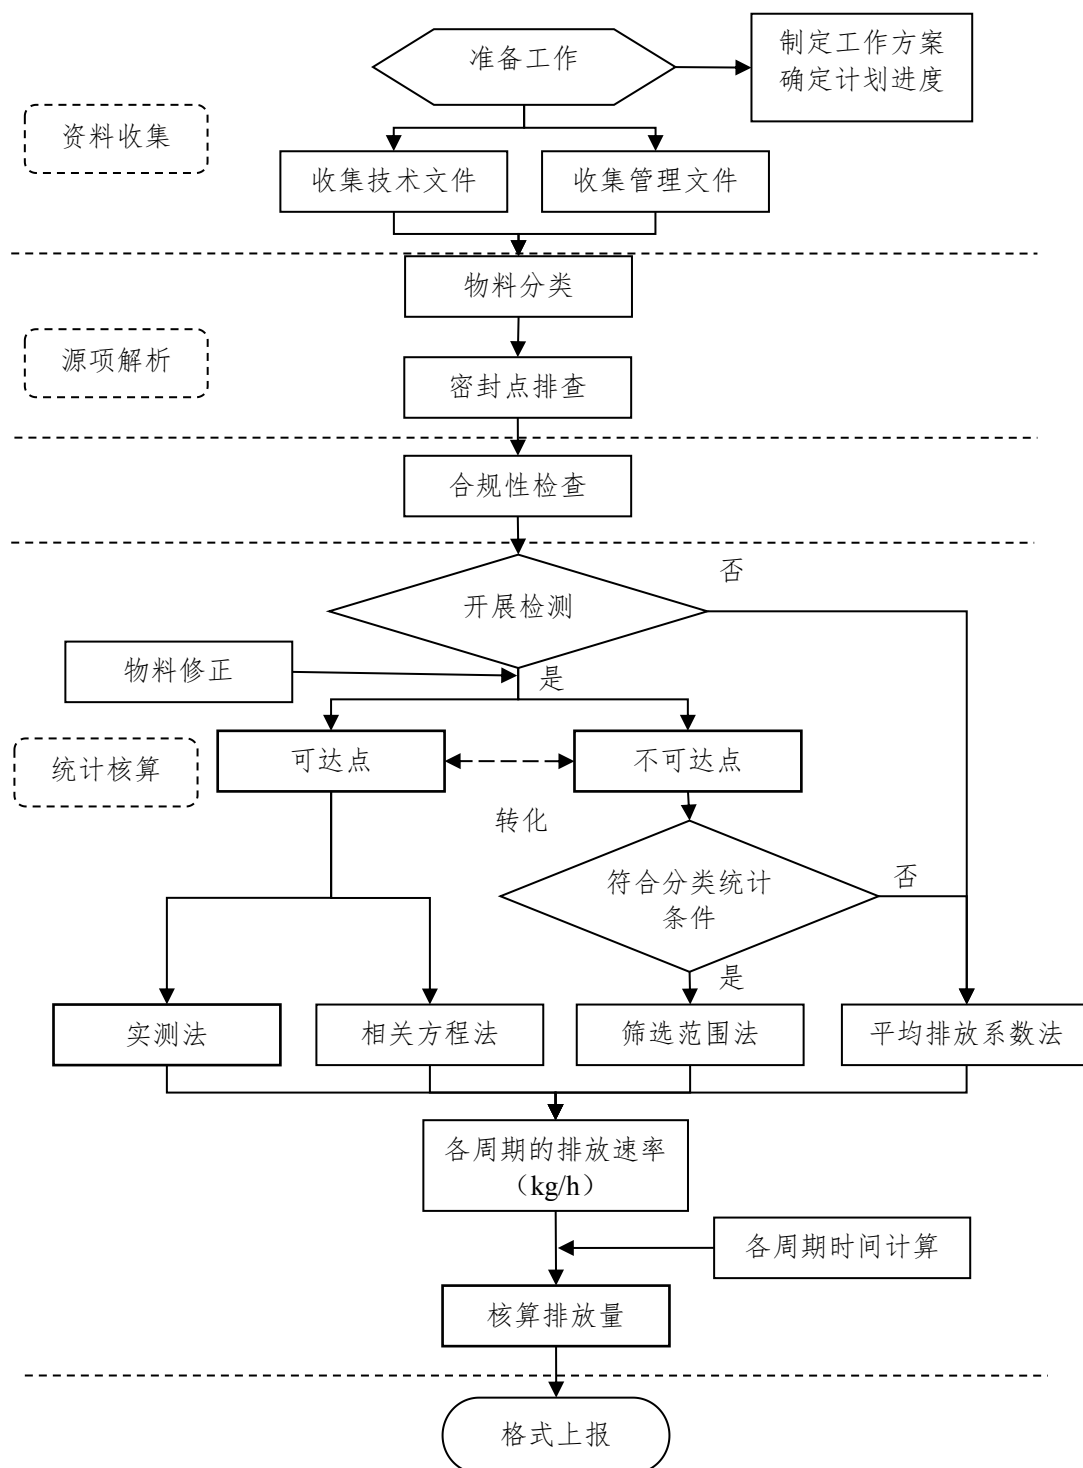 准备工作
制定工作方案
确定计划进度
资料收集
收集技术文件
收集管理文件
物料分类
源项解析
密封点排查
合规性检查
否
开展检测
物料修正
是
可达点
不可达点
统计核算
转化
符合分类统计
条件
否
是
实测法
相关方程法
筛选范围法
平均排放系数法
各周期的排放速率
（kg/h）
各周期时间计算
核算排放量
格式上报